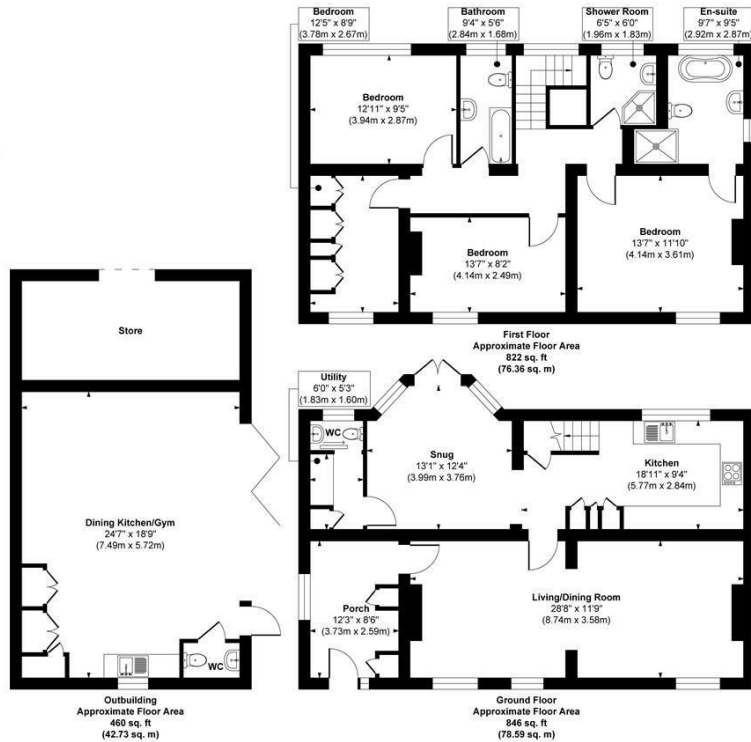 Bedroom
12'5" x 8'9"
(3.78m x 2.67m)
Bathroom
9'4" x 5'6"
(2.84m x 1.68m)
Shower Room
6'5" x 6'0"
(1.96m x 1.83m)
En-suite
9'7" x 9'5"
(2.92m x 2.87m)
Bedroom
12'11" x 9'5"
(3.94m x 2.87m)
Bedroom
13'7" x 8'2"
(4.14m x 2.49m)
Bedroom
13'7" x 11'10"
(4.14m x 3.61m)
First Floor
Approximate Floor Area
822 sq. ft
(76.36 sq. m)
Store
Dining Kitchen/Gym
24'7" x 18'9"
(7.49m x 5.72m)
WC
Outbuilding
Approximate Floor Area
460 sq. ft
(42.73 sq. m)
Utility
6'0" x 5'3"
(1.83m x 1.60m)
WC
Snug
13'1" x 12'4"
(3.99m x 3.76m)
Kitchen
18'11" x 9'4"
(5.77m x 2.84m)
Porch
12'3" x 8'6"
(3.73m x 2.59m)
Living/Dining Room
28'8" x 11'9"
(8.74m x 3.58m)
Ground Floor
Approximate Floor Area
846 sq. ft
(78.59 sq. m)